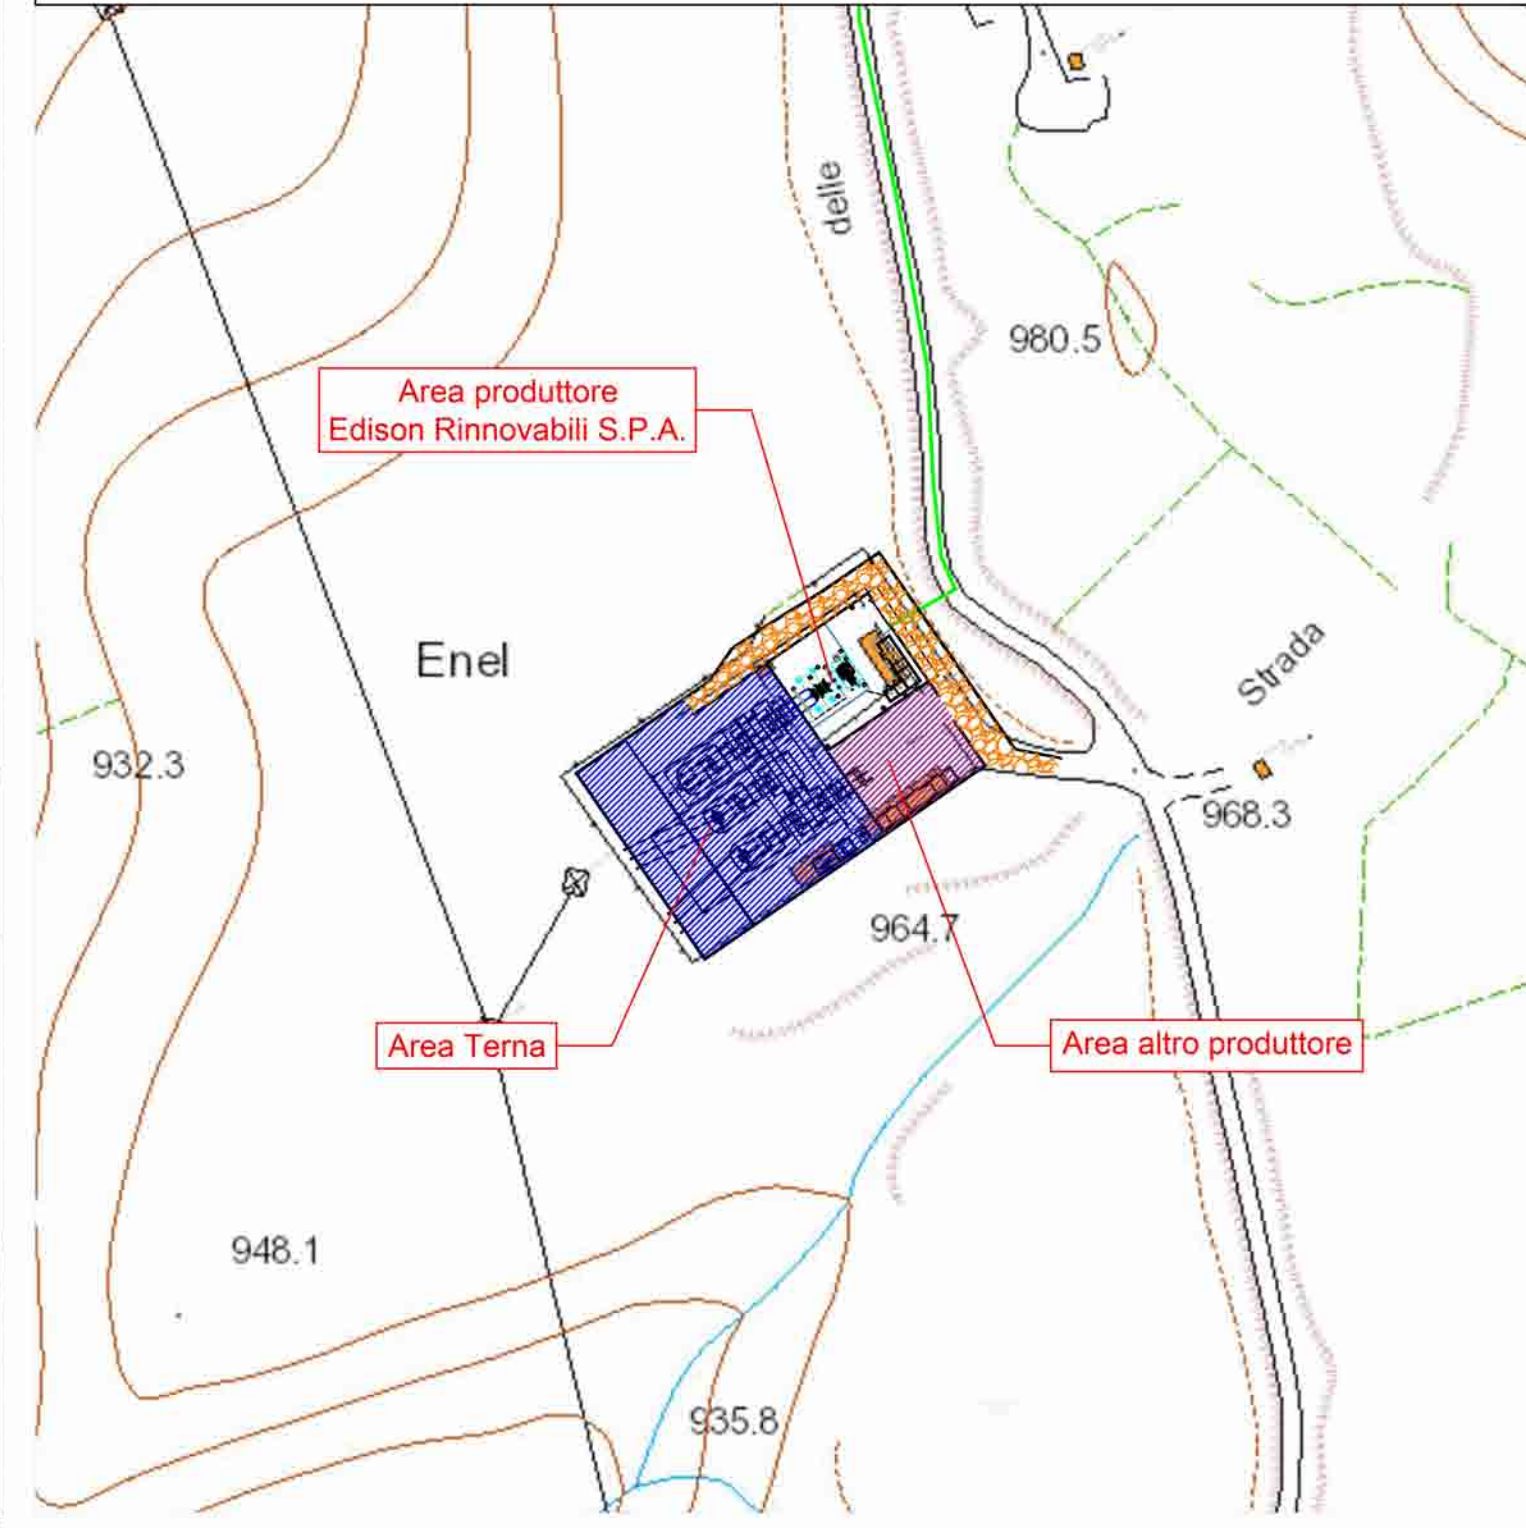 delle
980.5
Area produttore
Edison Rinnovabili S.P.A.
Enel
Strada
932.3
968.3
964.7
Area Terna
Area altro produttore
948.1
935.8